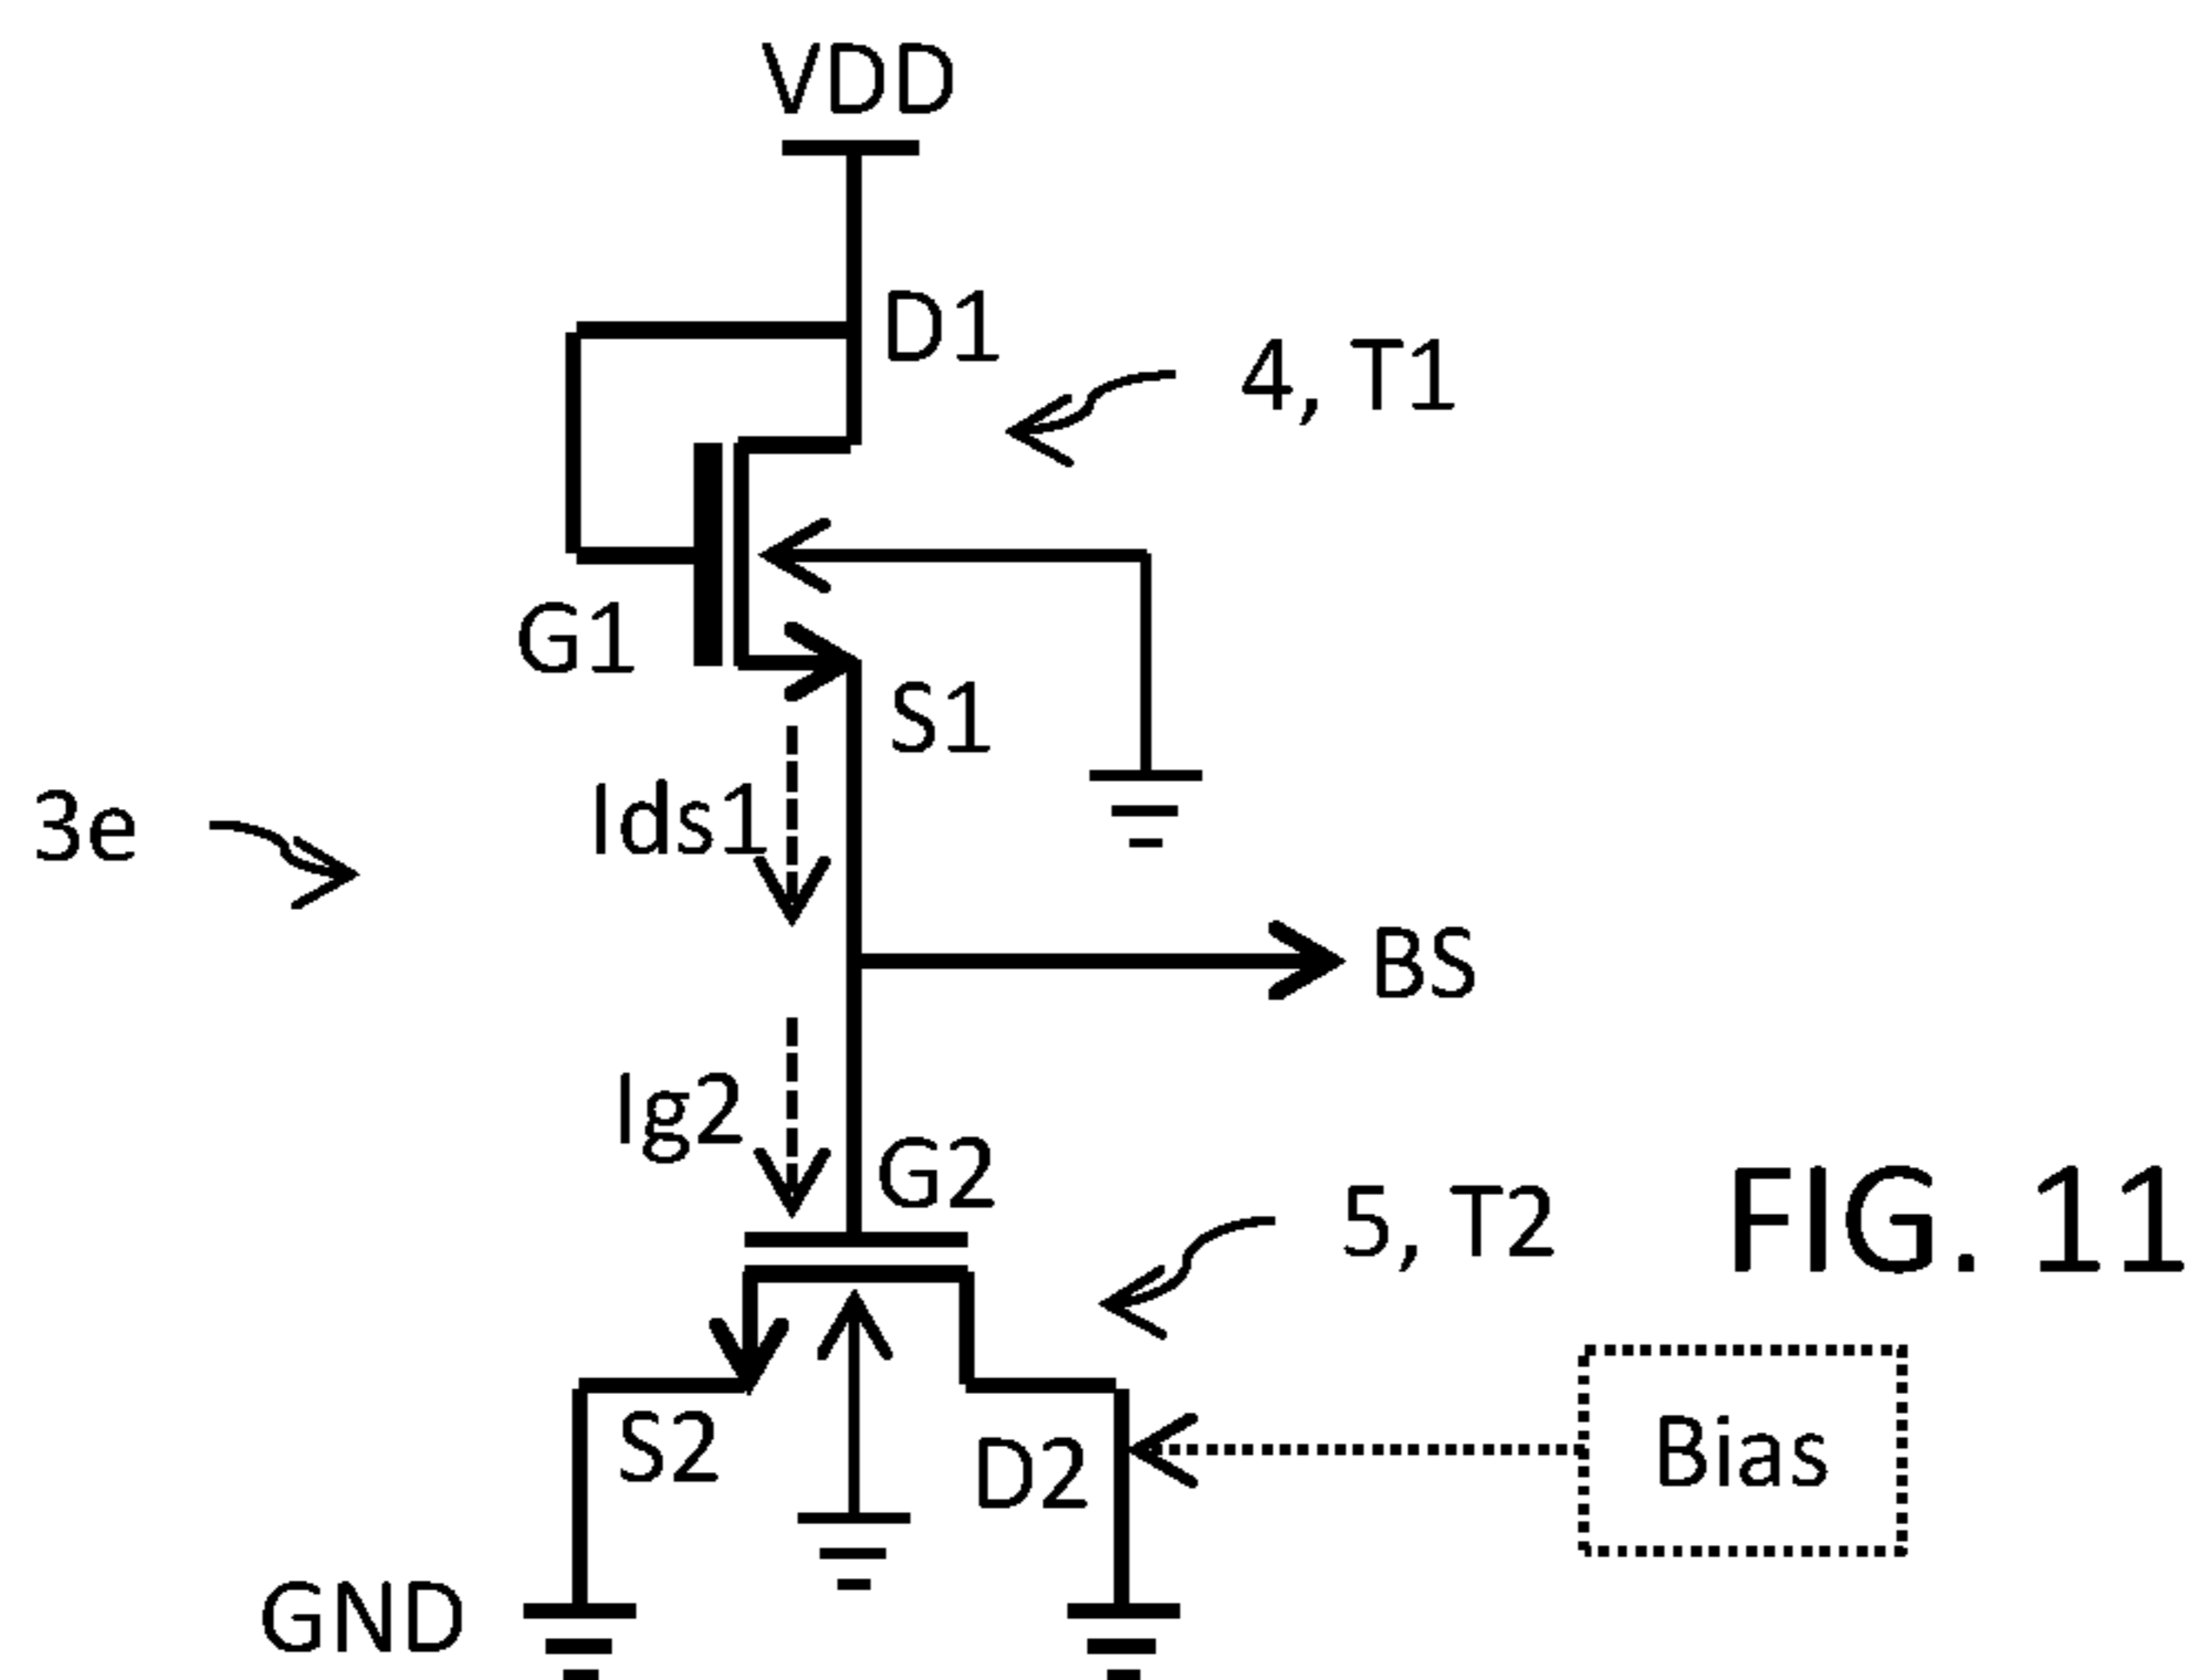 VDD
D1
4, T1
G1
S1
Ids1
3e
BS
Ig2
G2
5, T2
FIG. 11
S2
D2
Bias
GND